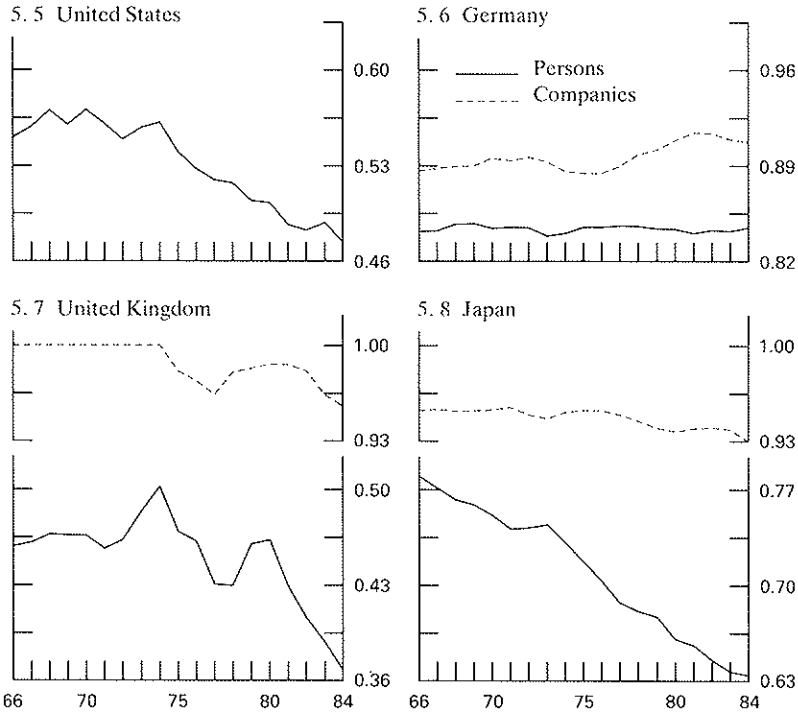 5.5 United States
0.60
0.53
0.46
5.6 Germany
Persons
Companies
0.96
0.89
0.82
5.7 United Kingdom
1.00
0.93
0.50
0.43
0.36
66 70 75 80 84
5.8 Japan
1.00
0.93
0.77
0.70
0.63
66 70 75 80 84